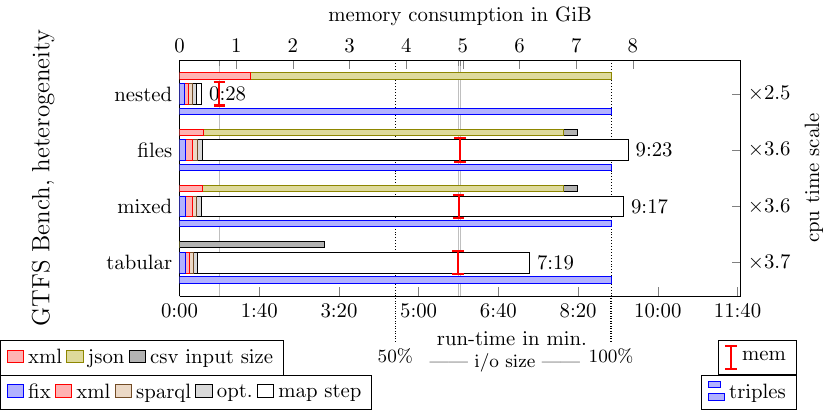 memory consumption in GiB
0 1 2 3 4 5 6 7 8
GTFS Bench, heterogeneity
nested 0:28 ×2.5
files 9:23 ×3.6
mixed 9:17 ×3.6
tabular 7:19 ×3.7
cpu time scale
0:00 1:40 3:20 5:00 6:40 8:20 10:00 11:40
run-time in min.
50% i/o size 100%
xml json csv input size mem
fix xml sparql opt. map step triples